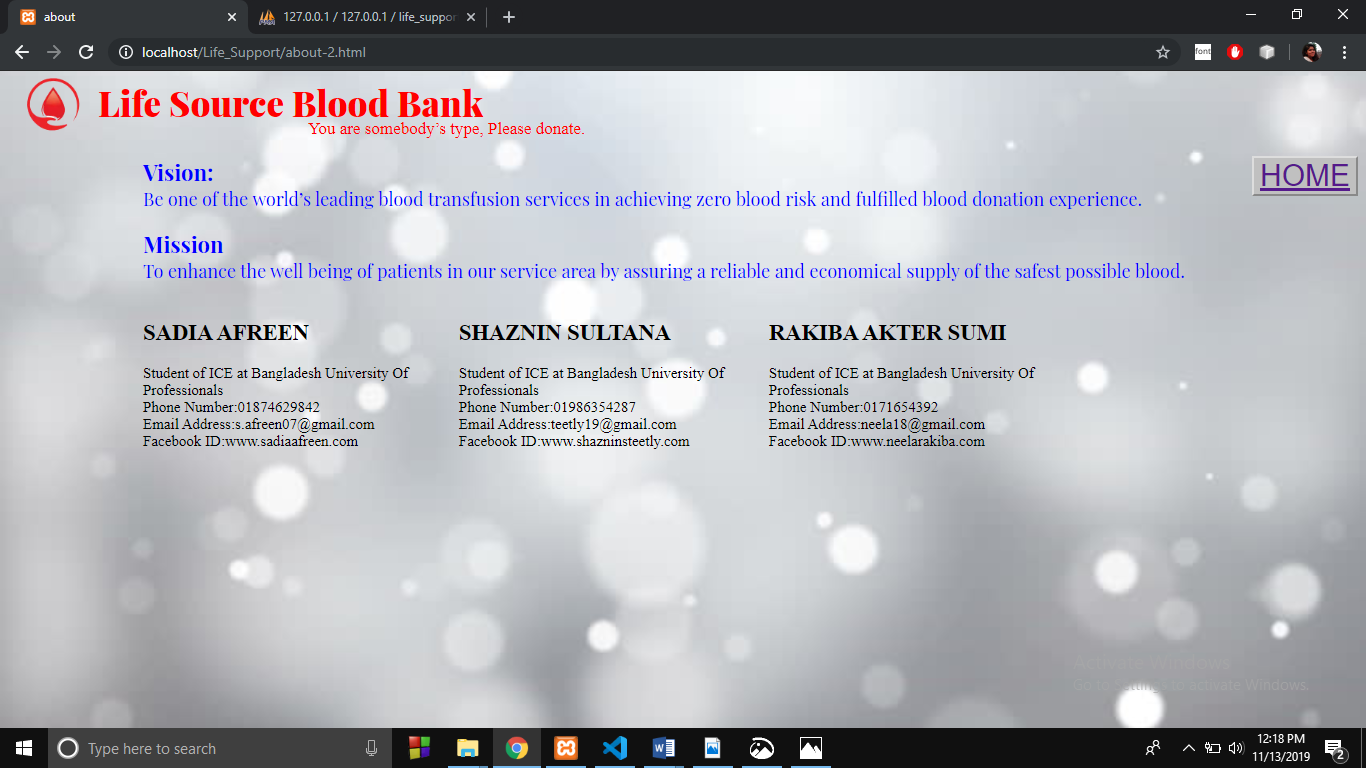 about
127.0.0.1 / 127.0.0.1 / life_suppor
localhost/Life_Support/about-2.html
font
Life Source Blood Bank
You are somebody's type, Please donate.
HOME
Vision:
Be one of the world's leading blood transfusion services in achieving zero blood risk and fulfilled blood donation experience.
Mission
To enhance the well being of patients in our service area by assuring a reliable and economical supply of the safest possible blood.
SADIA AFREEN
Student of ICE at Bangladesh University Of
Professionals
Phone Number:01874629842
Email Address:s.afreen07@gmail.com
Facebook ID:www.sadiaafreen.com
SHAZNIN SULTANA
Student of ICE at Bangladesh University Of
Professionals
Phone Number:01986354287
Email Address:teetly19@gmail.com
Facebook ID:www.shazninsteetly.com
RAKIBA AKTER SUMI
Student of ICE at Bangladesh University Of
Professionals
Phone Number:0171654392
Email Address:neela18@gmail.com
Facebook ID:www.neelarakiba.com
Activate Windows
Go to Settings to activate Windows.
Type here to search
12:18 PM
11/13/2019
2